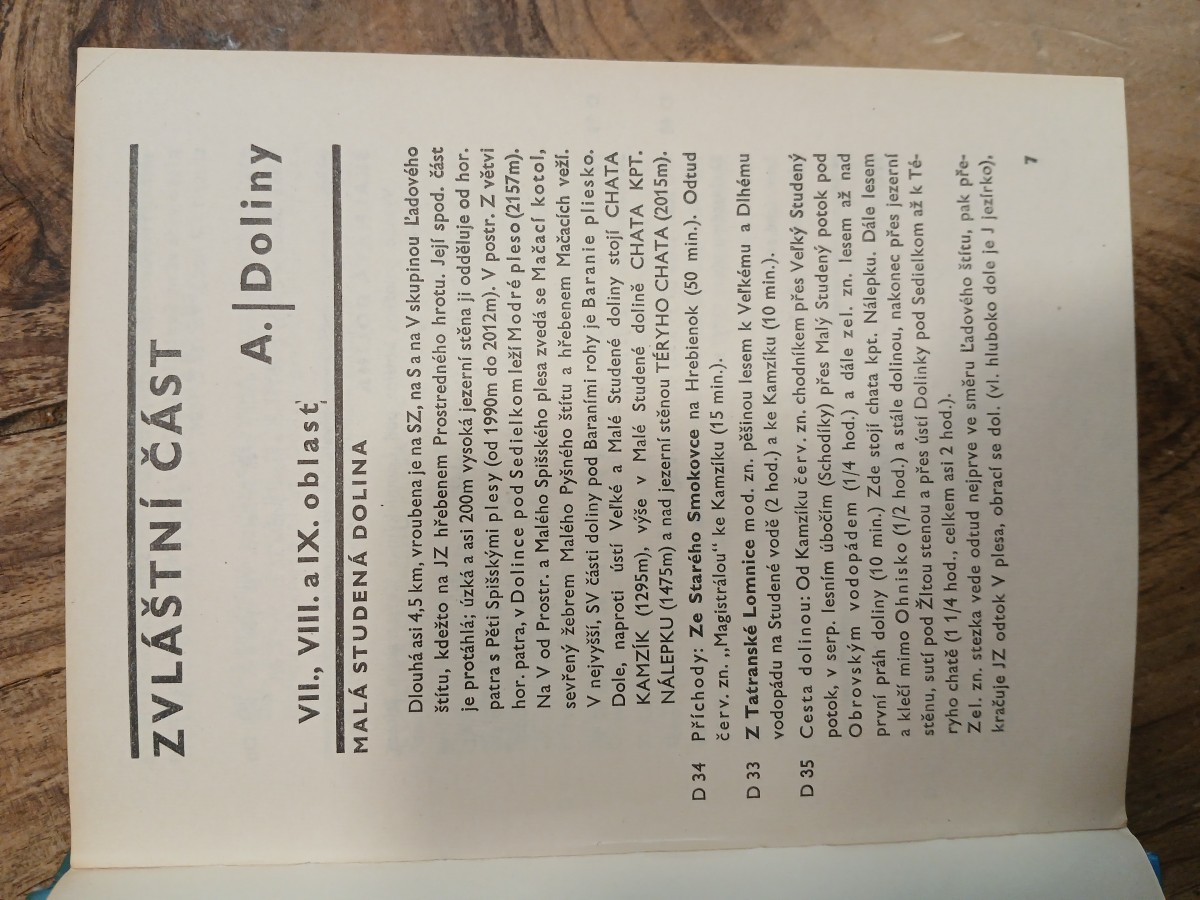 ZVLÁŠTNÍ ČÁST
A. Doliny
VII., VIII. a IX. oblasť
MALÁ STUDENÁ DOLINA
Dlouhá asi 4,5 km, vroubena je na SZ, na S a na V skupinou Ľadového
štítu, kdežto na JZ hřebenem Prostredného hrotu. Její spod. část
je protáhlá; úzká a asi 200m vysoká jezerní stěna ji odděluje od hor.
patra s Pěti Spišskými plesy (od 1990m do 2012m). V postr. Z větvi
hor. patra, v Dolince pod Sedielkom leží Modré pleso (2157m).
Na V od Prostr. a Malého Spišského plesa zvedá se Mačací kotol,
sevřený žebrem Malého Pyšného štítu a hřebenem Mačacích veží.
V nejvyšší, SV části doliny pod Baraními rohy je Baranie pliesko.
Dole, naproti ústí Veľké a Malé Studené doliny stojí CHATA
KAMZÍK (1295m), výše v Malé Studené dolině CHATA KPT.
NÁLEPKU (1475m) a nad jezerní stěnou TÉRYHO CHATA (2015m).
D 34 Příchody: Ze Starého Smokovce na Hrebienok (50 min.). Odtud
červ. zn. „Magistrálou“ ke Kamzíku (15 min.).
D 33 Z Tatranské Lomnice mod. zn. pěšinou lesem k Veľkému a Dlhému
vodopádu na Studené vodě (2 hod.) a ke Kamzíku (10 min.).
D 35 Cesta dolinou: Od Kamzíku červ. zn. chodníkem přes Veľký Studený
potok, v serp. lesním úbočím (Schodíky) přes Malý Studený potok pod
Obrovským vodopádem (1/4 hod.) a dále zel. zn. lesem až nad
první práh doliny (10 min.) Zde stojí chata kpt. Nálepku. Dále lesem
a klečí mimo Ohnisko (1/2 hod.) a stále dolinou, nakonec přes jezerní
stěnu, sutí pod Žltou stenou a přes ústí Dolinky pod Sedielkom až k Té-
ryho chatě (1 1/4 hod., celkem asi 2 hod.).
Zel. zn. stezka vede odtud nejprve ve směru Ľadového štítu, pak pře-
kračuje JZ odtok V plesa, obrací se dol. (vl. hluboko dole je J jezírko),
7